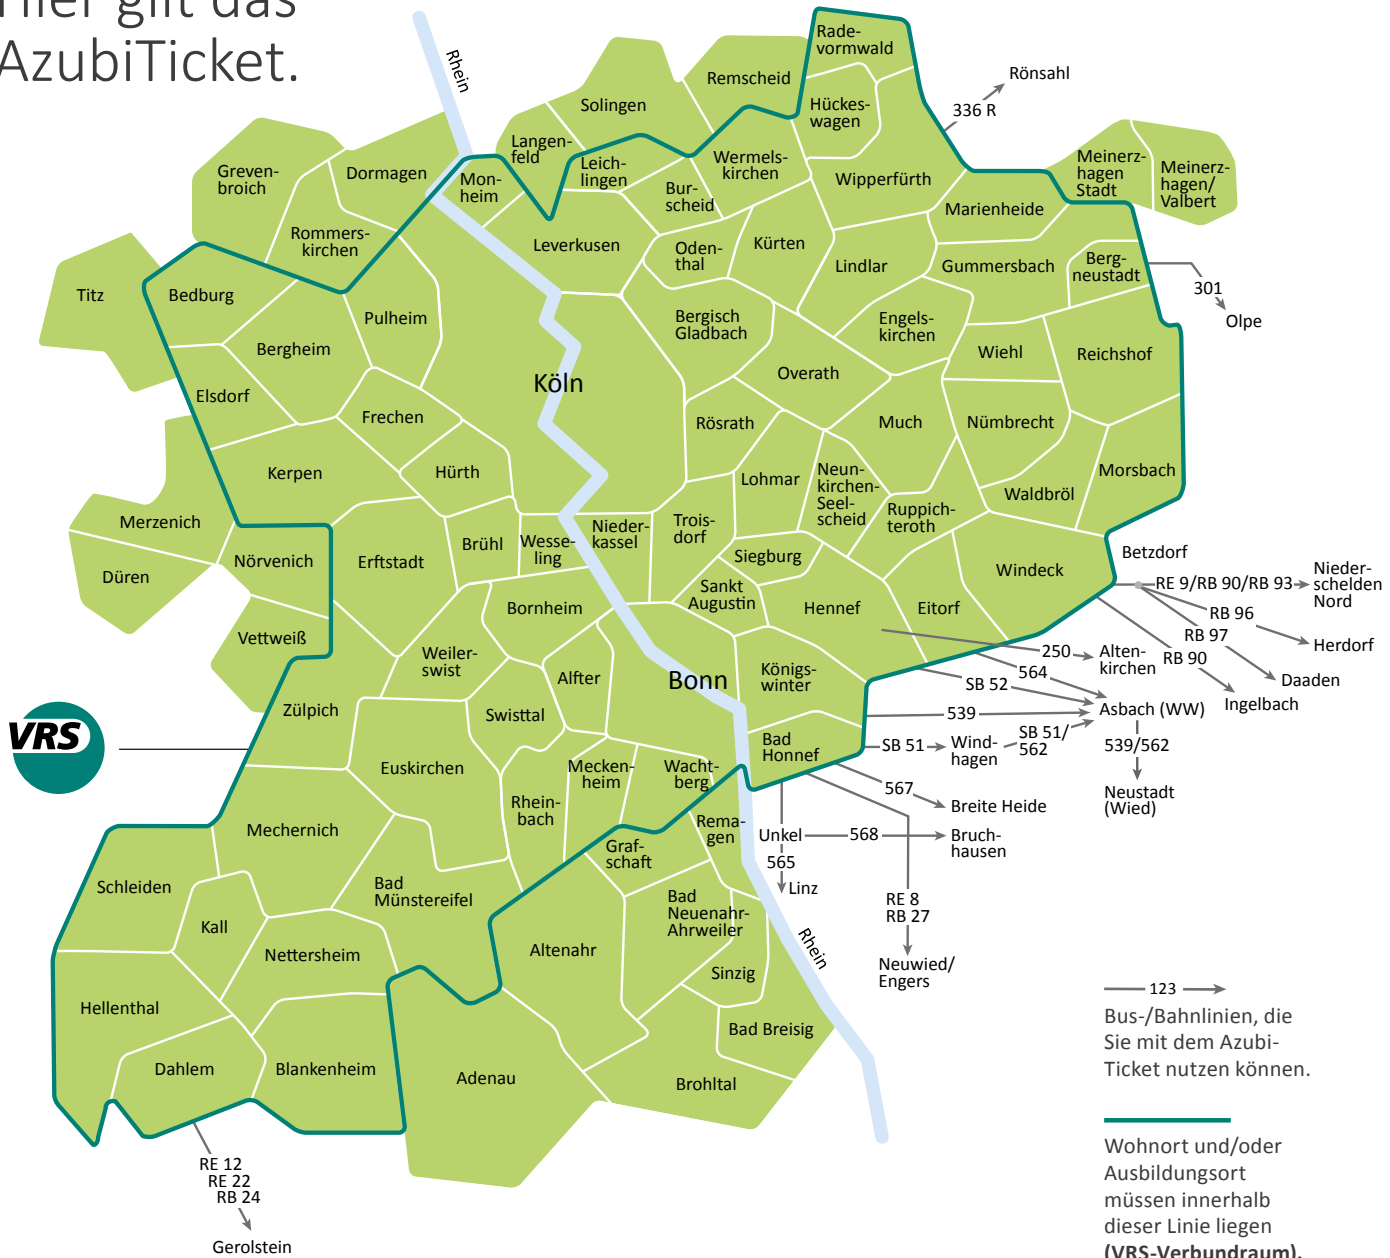 Hier gilt das
AzubiTicket.
Rhein
Rade-
vormwald
Rönsahl
336 R
Remscheid
Solingen
Hückes-
wagen
Langen-
feld
Leich-
lingen
Wermels-
kirchen
Wipperfürth
Meinerz-
hagen
Stadt
Meinerz-
hagen/
Valbert
Greven-
broich
Dormagen
Mon-
heim
Bur-
scheid
Marienheide
Rommers-
kirchen
Leverkusen
Oden-
thal
Kürten
Lindlar
Gummersbach
Berg-
neustadt
301
Olpe
Titz
Bedburg
Pulheim
Bergheim
Bergisch
Gladbach
Engels-
kirchen
Wiehl
Reichshof
Overath
Köln
Elsdorf
Frechen
Rösrath
Much
Nümbrecht
Kerpen
Hürth
Lohmar
Neun-
kirchen-
Seel-
scheid
Morsbach
Waldbröl
Ruppich-
teroth
Merzenich
Düren
Nörvenich
Erftstadt
Brühl
Wesse-
ling
Nieder-
kassel
Trois-
dorf
Siegburg
Sankt
Augustin
Hennef
Eitorf
Windeck
Betzdorf
RE 9/RB 90/RB 93
Nieder-
schelden
Nord
RB 96
Herdorf
RB 97
Daaden
RB 90
Ingelbach
Vettweiß
Bornheim
Weiler-
swist
Alfter
Bonn
Königs-
winter
250
Alten-
kirchen
564
SB 52
Asbach (WW)
539
SB 51
Wind-
hagen
SB 51/
562
539/562
Neustadt
(Wied)
Zülpich
Swisttal
Bad
Honnef
VRS
Euskirchen
Mecken-
heim
Wacht-
berg
567
Breite Heide
Rhein-
bach
Mechernich
Rema-
gen
Unkel
568
Bruch-
hausen
565
Linz
Graf-
schaft
Schleiden
Bad
Münstereifel
Kall
Bad
Neuenahr-
Ahrweiler
RE 8
RB 27
Neuwied/
Engers
Rhein
Nettersheim
Altenahr
Sinzig
Hellenthal
Bad Breisig
Dahlem
Blankenheim
Adenau
Brohltal
RE 12
RE 22
RB 24
Gerolstein
123
Bus-/Bahnlinien, die
Sie mit dem Azubi-
Ticket nutzen können.
Wohnort und/oder
Ausbildungsort
müssen innerhalb
dieser Linie liegen
(VRS-Verbundraum).